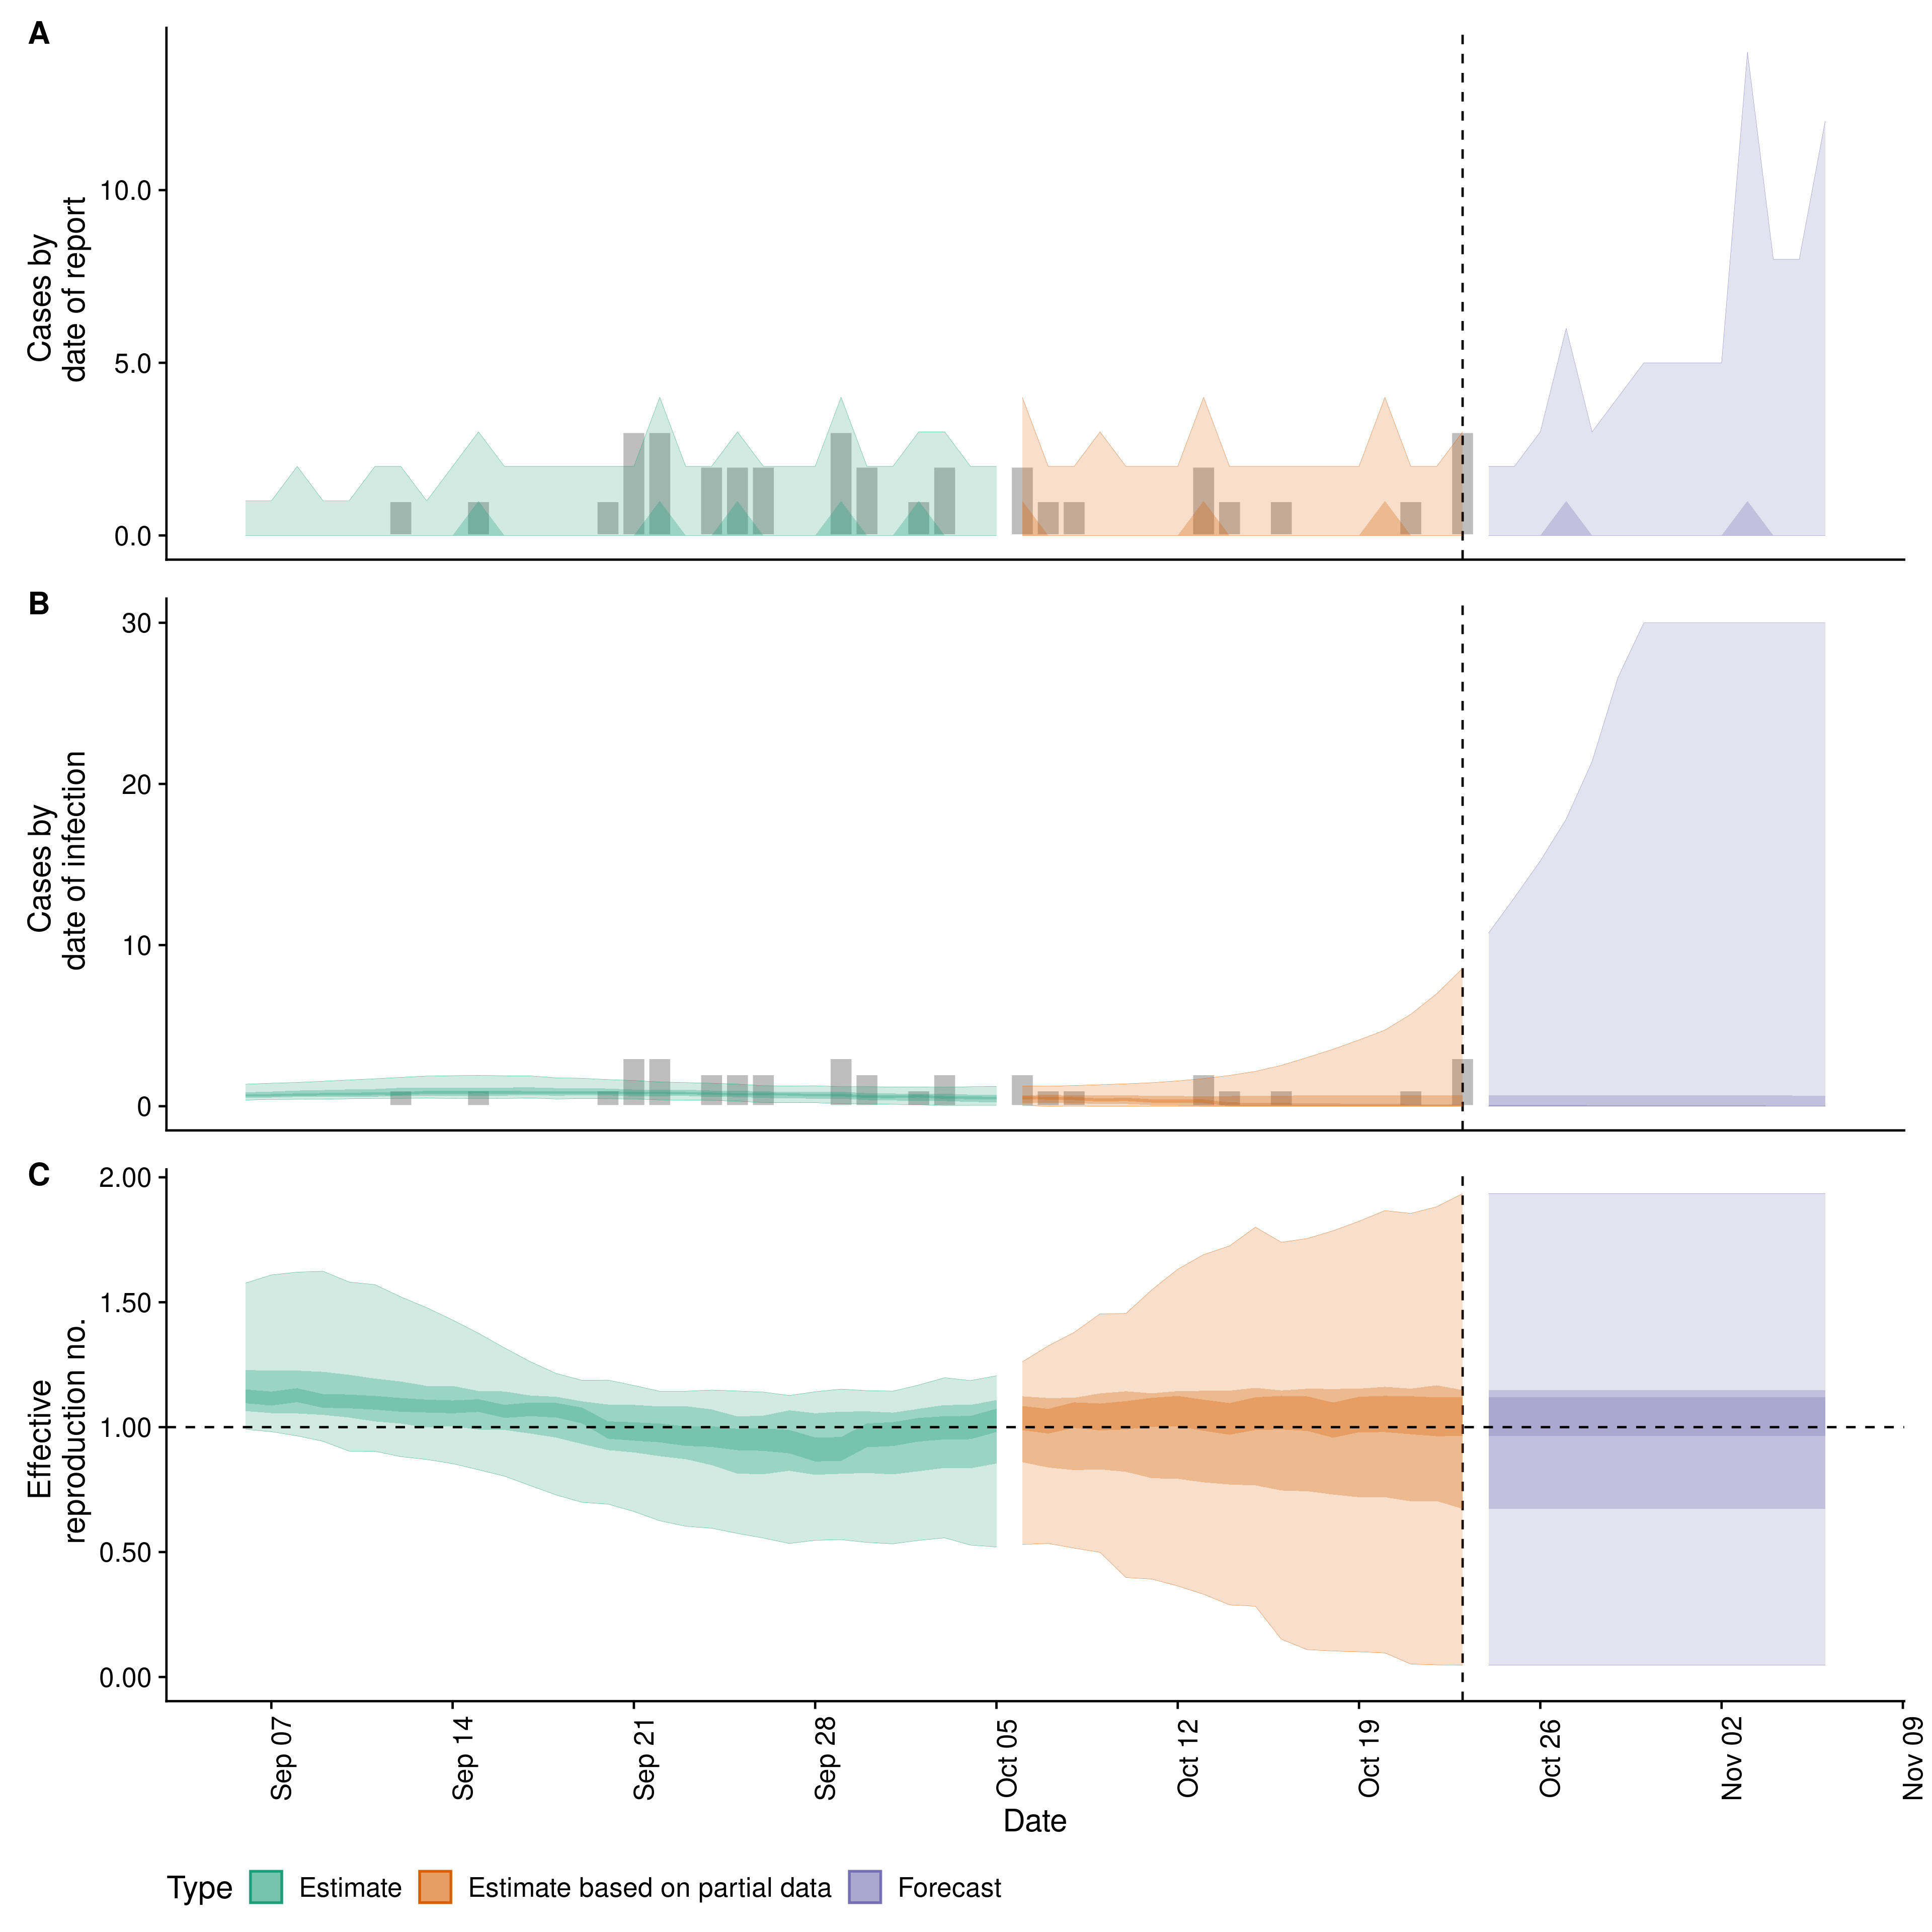 A
Cases by
date of report
10.0
5.0
0.0
B
Cases by
date of infection
30
20
10
0
C
Effective
reproduction no.
2.00
1.50
1.00
0.50
0.00
Sep 07
Sep 14
Sep 21
Sep 28
Oct 05
Oct 12
Oct 19
Oct 26
Nov 02
Nov 09
Date
Type Estimate Estimate based on partial data Forecast